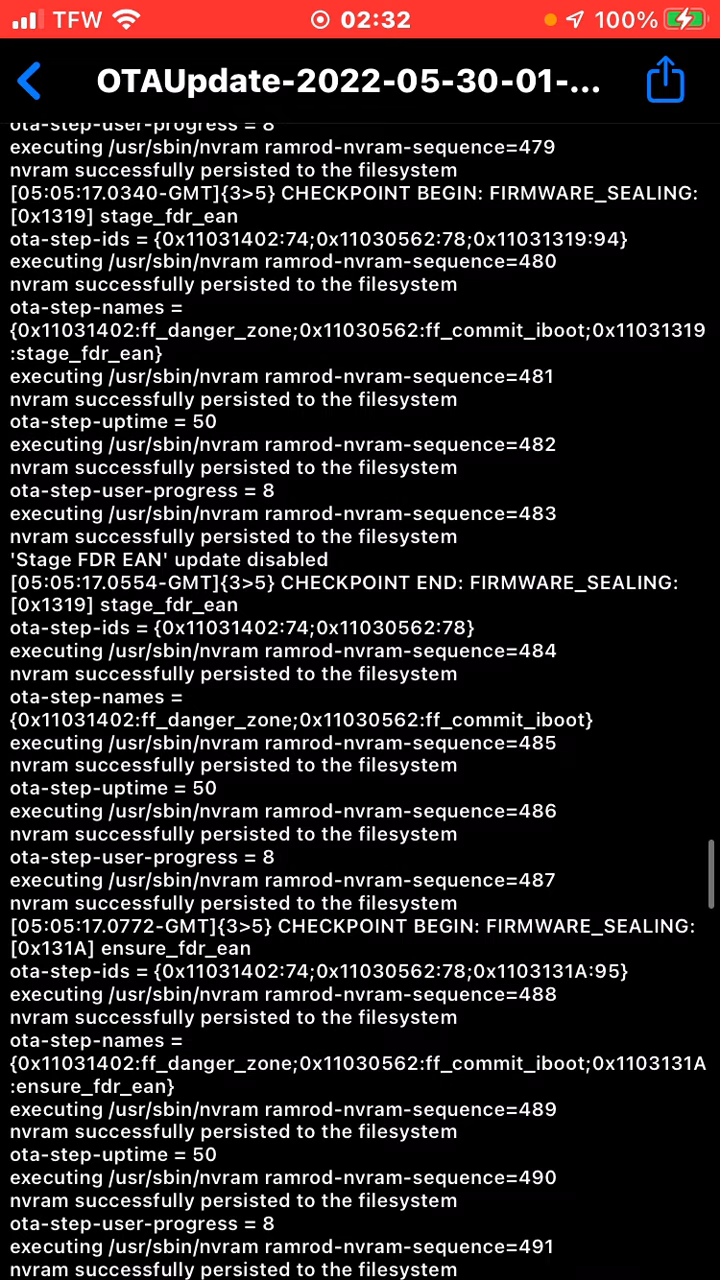 TFW 02:32 100%
OTAUpdate-2022-05-30-01-...
ota-step-user-progress = 8
executing /usr/sbin/nvram ramrod-nvram-sequence=479
nvram successfully persisted to the filesystem
[05:05:17.0340-GMT]{3>5} CHECKPOINT BEGIN: FIRMWARE_SEALING:
[0x1319] stage_fdr_ean
ota-step-ids = {0x11031402:74;0x11030562:78;0x11031319:94}
executing /usr/sbin/nvram ramrod-nvram-sequence=480
nvram successfully persisted to the filesystem
ota-step-names =
{0x11031402:ff_danger_zone;0x11030562:ff_commit_iboot;0x11031319
:stage_fdr_ean}
executing /usr/sbin/nvram ramrod-nvram-sequence=481
nvram successfully persisted to the filesystem
ota-step-uptime = 50
executing /usr/sbin/nvram ramrod-nvram-sequence=482
nvram successfully persisted to the filesystem
ota-step-user-progress = 8
executing /usr/sbin/nvram ramrod-nvram-sequence=483
nvram successfully persisted to the filesystem
'Stage FDR EAN' update disabled
[05:05:17.0554-GMT]{3>5} CHECKPOINT END: FIRMWARE_SEALING:
[0x1319] stage_fdr_ean
ota-step-ids = {0x11031402:74;0x11030562:78}
executing /usr/sbin/nvram ramrod-nvram-sequence=484
nvram successfully persisted to the filesystem
ota-step-names =
{0x11031402:ff_danger_zone;0x11030562:ff_commit_iboot}
executing /usr/sbin/nvram ramrod-nvram-sequence=485
nvram successfully persisted to the filesystem
ota-step-uptime = 50
executing /usr/sbin/nvram ramrod-nvram-sequence=486
nvram successfully persisted to the filesystem
ota-step-user-progress = 8
executing /usr/sbin/nvram ramrod-nvram-sequence=487
nvram successfully persisted to the filesystem
[05:05:17.0772-GMT]{3>5} CHECKPOINT BEGIN: FIRMWARE_SEALING:
[0x131A] ensure_fdr_ean
ota-step-ids = {0x11031402:74;0x11030562:78;0x1103131A:95}
executing /usr/sbin/nvram ramrod-nvram-sequence=488
nvram successfully persisted to the filesystem
ota-step-names =
{0x11031402:ff_danger_zone;0x11030562:ff_commit_iboot;0x1103131A
:ensure_fdr_ean}
executing /usr/sbin/nvram ramrod-nvram-sequence=489
nvram successfully persisted to the filesystem
ota-step-uptime = 50
executing /usr/sbin/nvram ramrod-nvram-sequence=490
nvram successfully persisted to the filesystem
ota-step-user-progress = 8
executing /usr/sbin/nvram ramrod-nvram-sequence=491
nvram successfully persisted to the filesystem